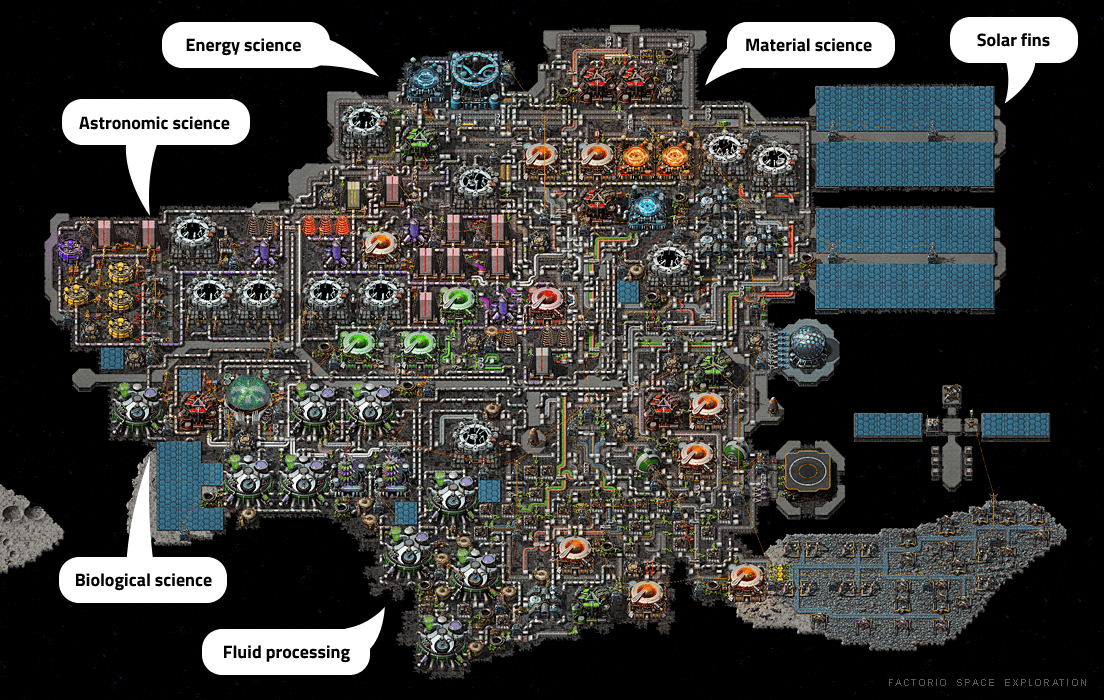 Energy science
Material science
Solar fins
Astronomic science
Biological science
Fluid processing
FACTORIO SPACE EXPLORATION